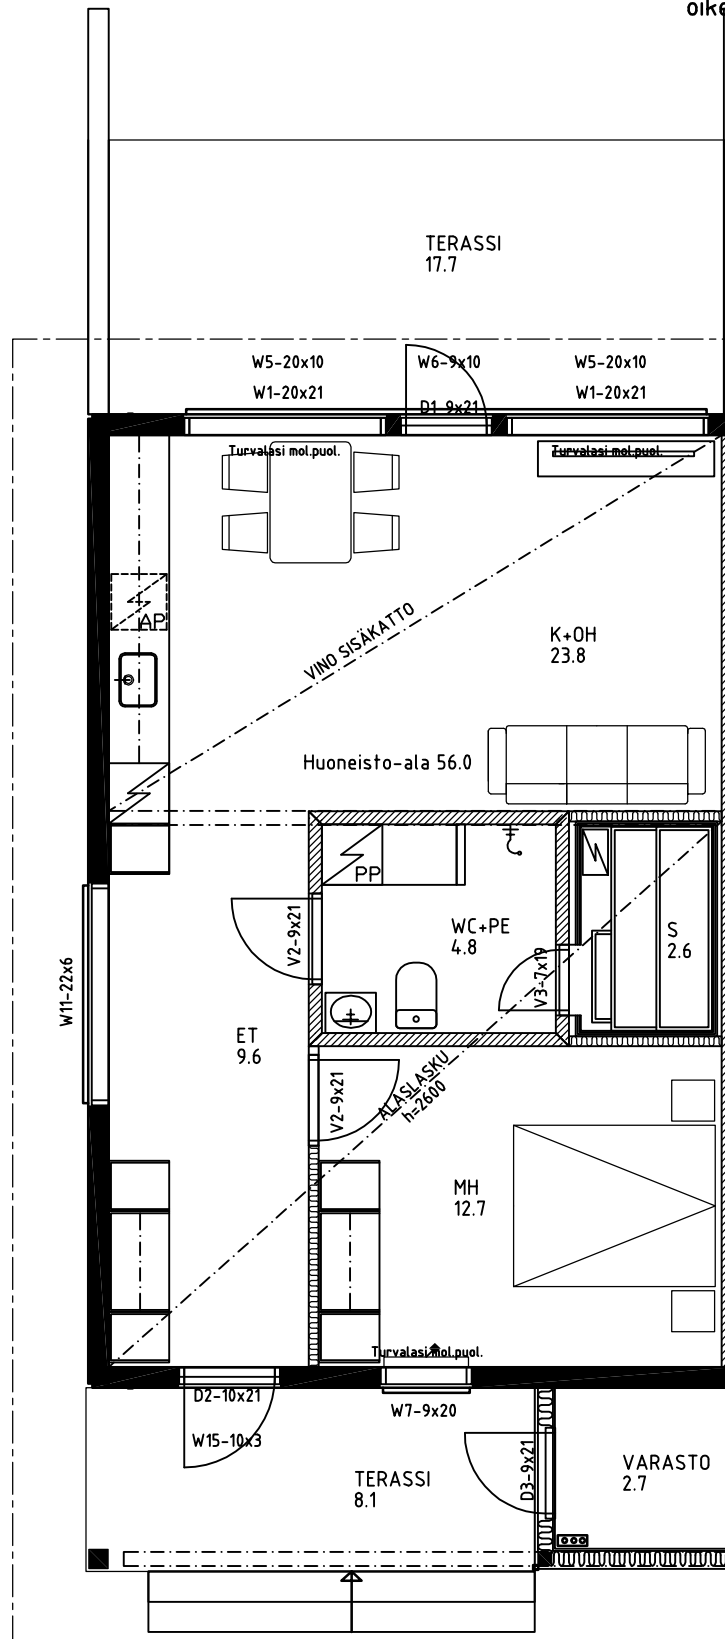 TERASSI
17.7
W5-20x10
W6-9x10
W5-20x10
W1-20x21
D1-9x21
W1-20x21
Turvalasi mol.puol.
Turvalasi mol.puol.
AP
VINO SISÄKATTO
K+OH
23.8
Huoneisto-ala 56.0
PP
V2-9x21
WC+PE
4.8
V3-7x19
S
2.6
W11-22x6
ET
9.6
V2-9x21
ALASLASKU
h=2600
MH
12.7
Turvalasi mol.puol.
D2-10x21
W7-9x20
W15-10x3
TERASSI
8.1
D3-9x21
VARASTO
2.7